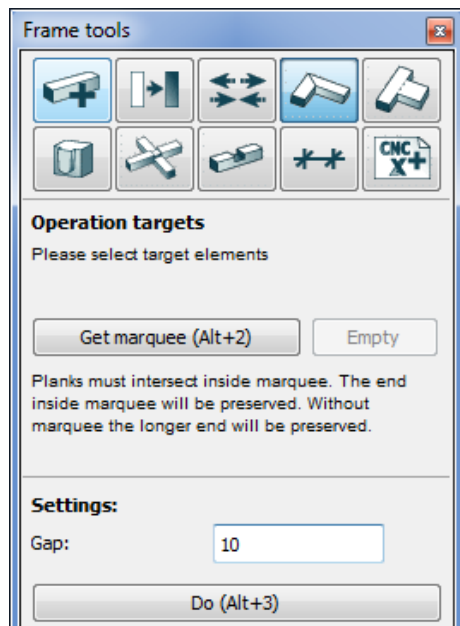 Frame tools
CNC
X+
Operation targets
Please select target elements
Get marquee (Alt+2)
Empty
Planks must intersect inside marquee. The end
inside marquee will be preserved. Without
marquee the longer end will be preserved.
Settings:
Gap:
10
Do (Alt+3)